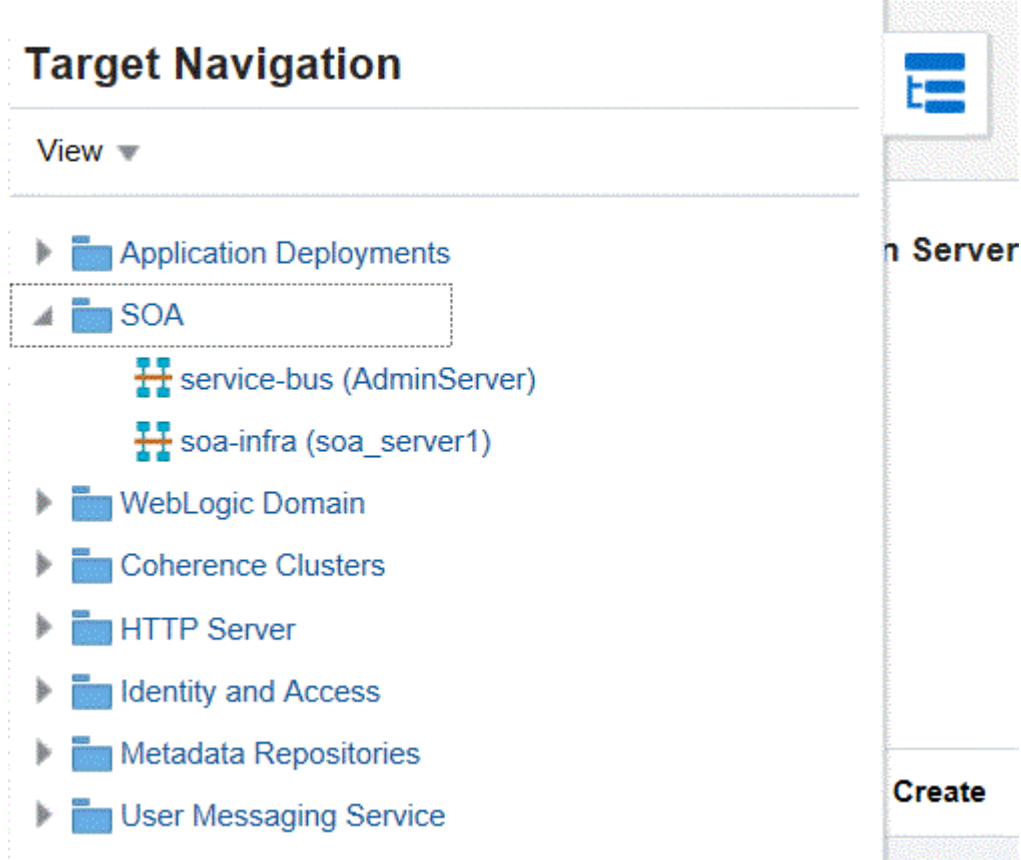 Target Navigation
View
Application Deployments
n Server
SOA
service-bus (AdminServer)
soa-infra (soa_server1)
WebLogic Domain
Coherence Clusters
HTTP Server
Identity and Access
Metadata Repositories
Create
User Messaging Service